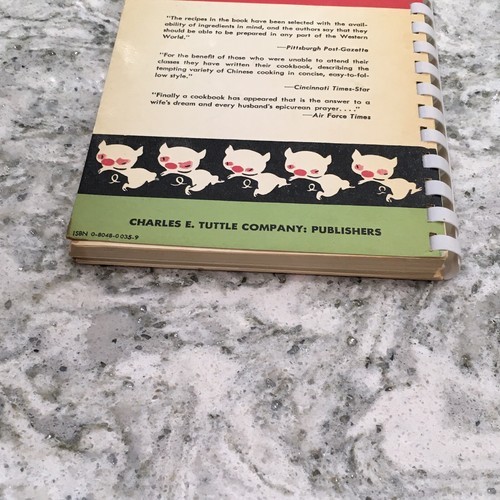 "The recipes in the book have been selected with the avail-
ability of ingredients in mind, and the authors say that they
should be able to be prepared in any part of the Western
World."
—Pittsburgh Post-Gazette
"For the benefit of those who were unable to attend their
classes they have written their cookbook, describing the
tempting variety of Chinese cooking in concise, easy-to-fol-
low style."
—Cincinnati Times-Star
"Finally a cookbook has appeared that is the answer to a
wife's dream and every husband's epicurean prayer. . . ."
—Air Force Times
CHARLES E. TUTTLE COMPANY: PUBLISHERS
ISBN 0-8048-0035-9